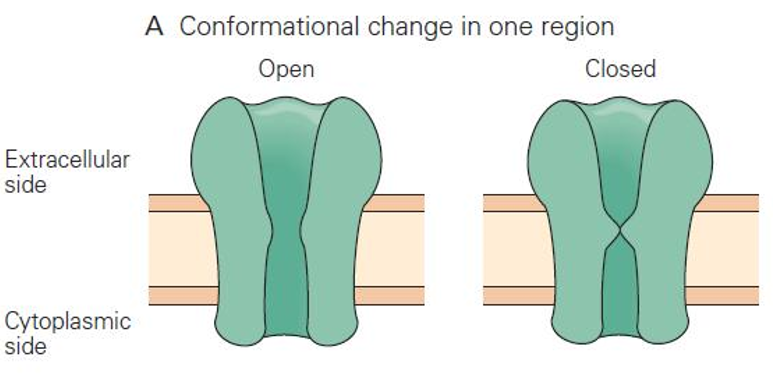 A Conformational change in one region
Open
Closed
Extracellular
side
Cytoplasmic
side